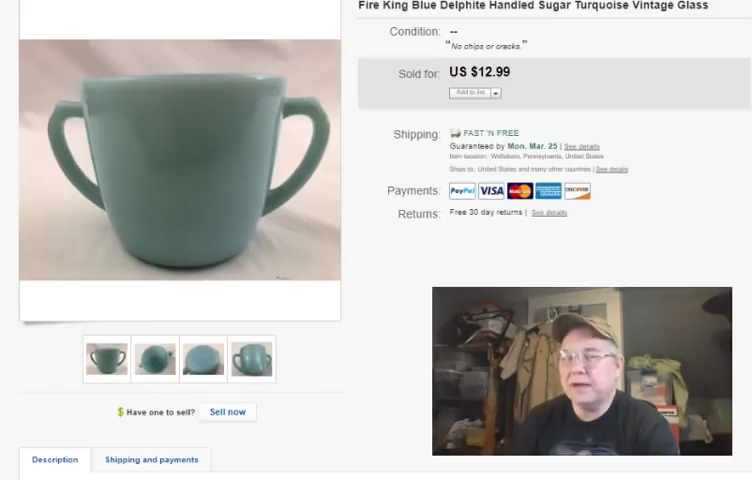 Fire King Blue Delphite Handled Sugar Turquoise Vintage Glass
Condition: --
“No chips or cracks.”
Sold for: US $12.99
Add to list
Shipping: FAST 'N FREE
Guaranteed by Mon. Mar. 25 | See details
Item location: Wellsboro, Pennsylvania, United States
Ships to: United States and many other countries | See details
Payments: PayPal VISA MasterCard AMERICAN EXPRESS DISCOVER
Returns: Free 30 day returns | See details
$ Have one to sell? Sell now
Description Shipping and payments